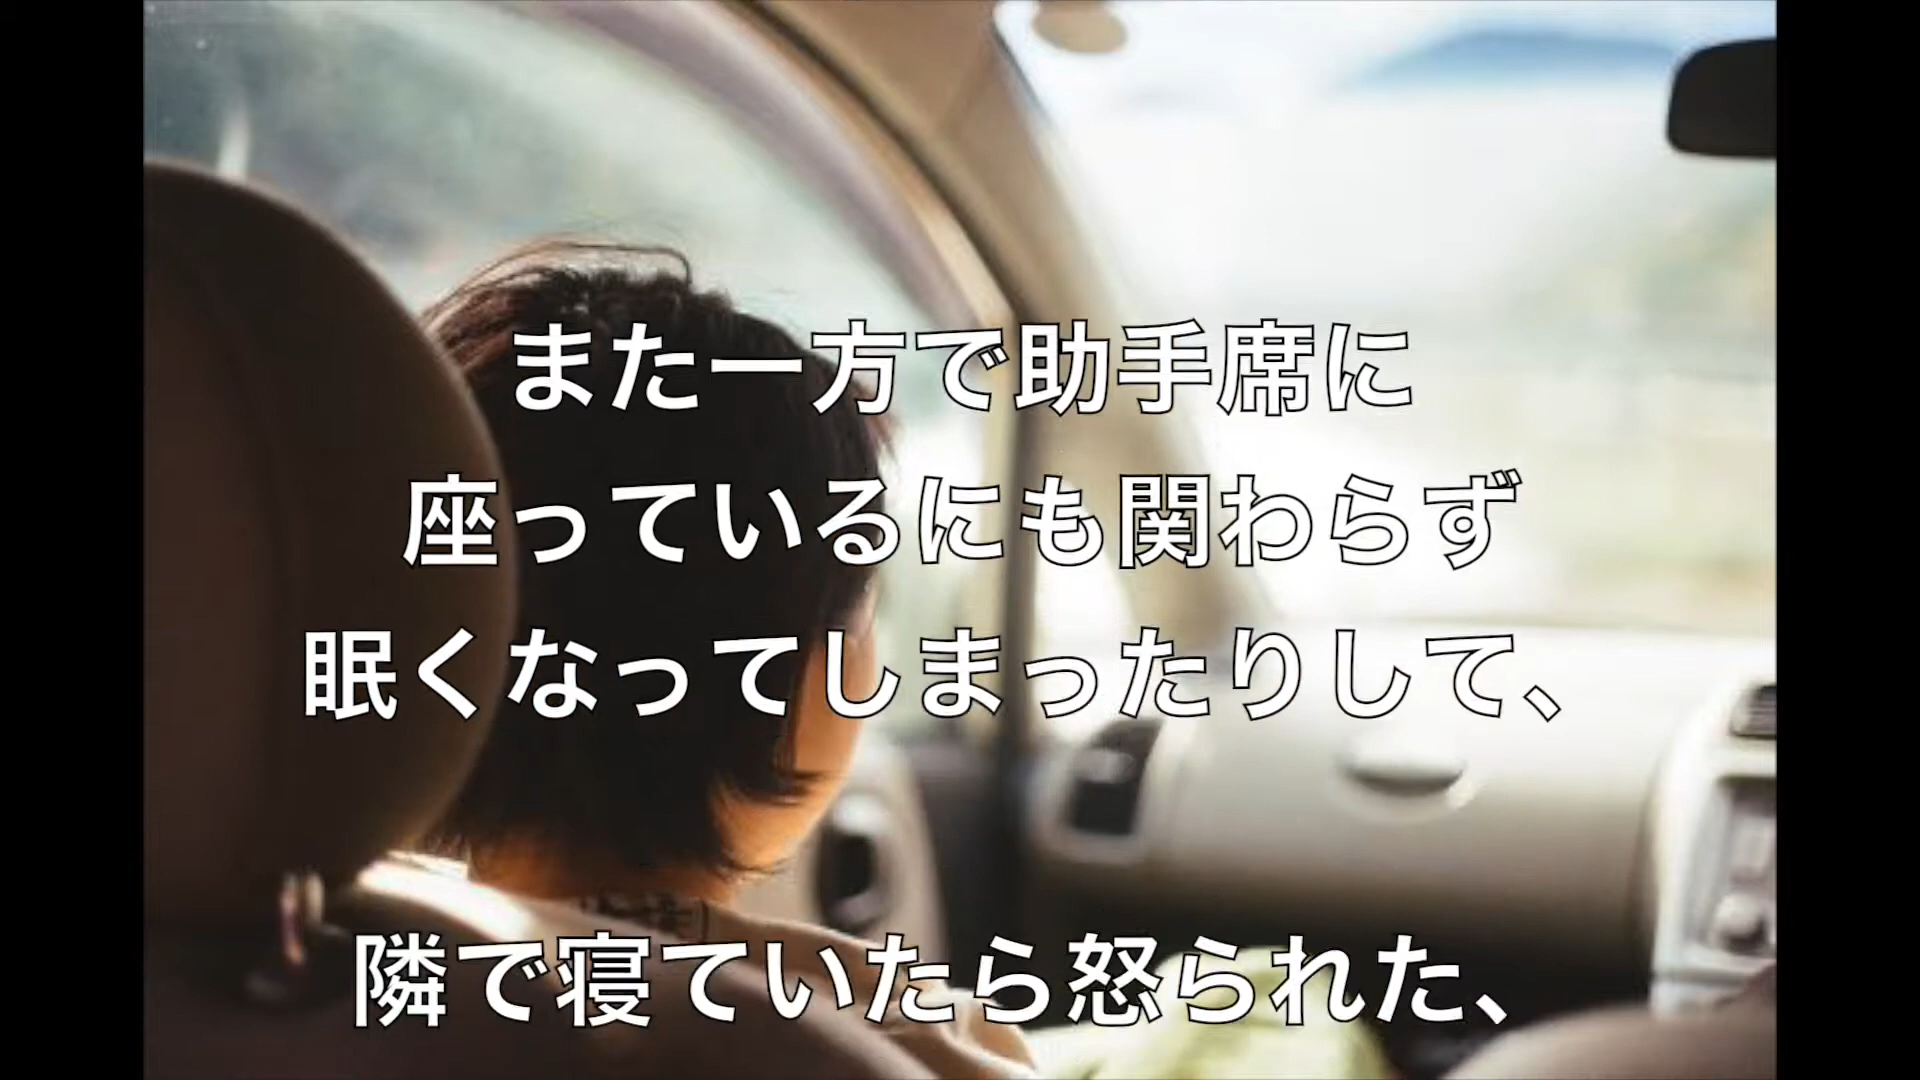 また一方で助手席に
座っているにも関わらず
眠くなってしまったりして、
隣で寝ていたら怒られた、